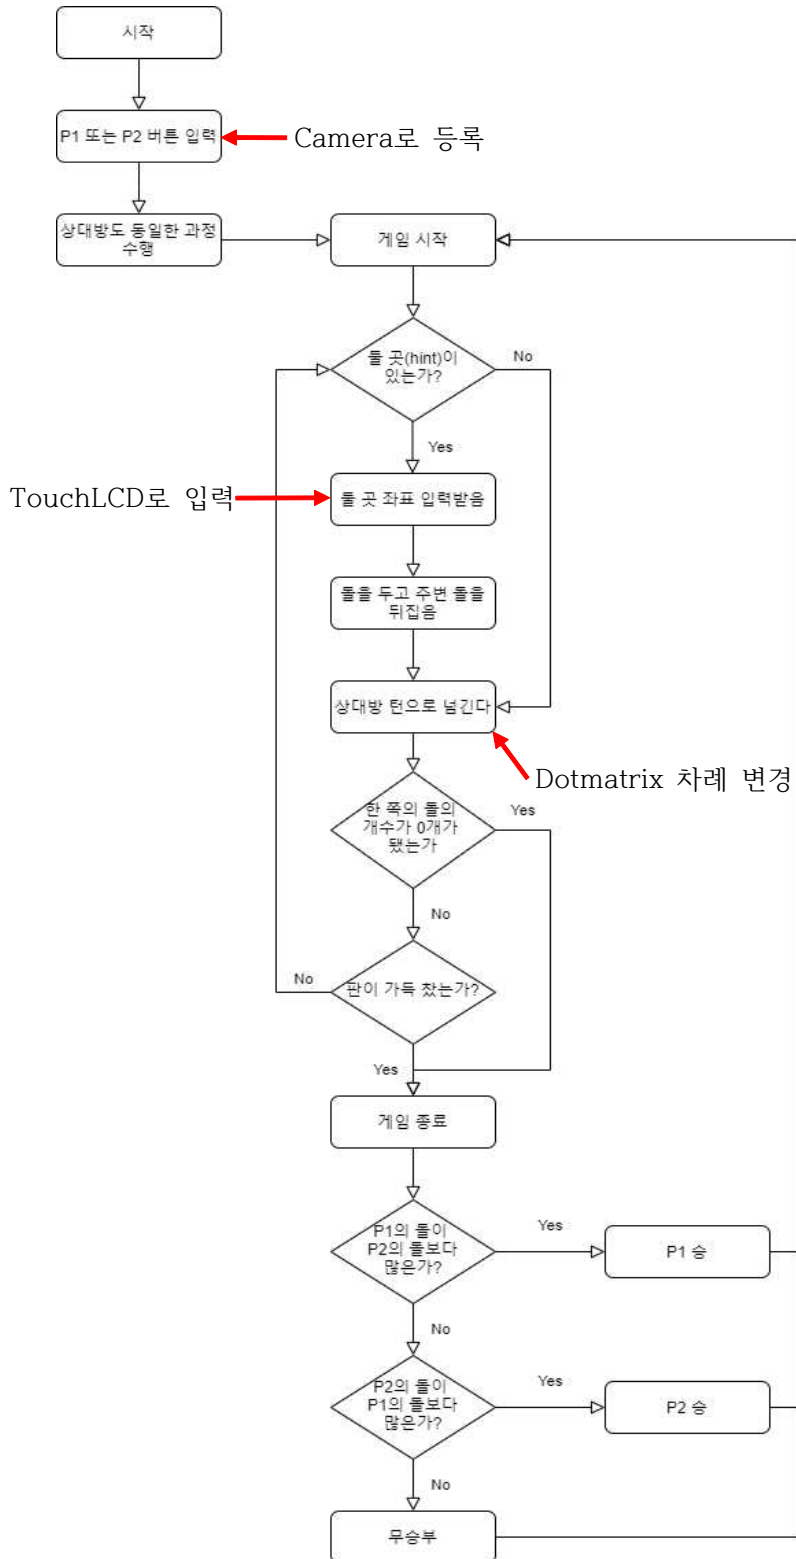 시작
P1 또는 P2 버튼 입력
Camera로 등록
상대방도 동일한 과정
수행
게임 시작
둘 곳(hint)이
있는가?
No
Yes
TouchLCD로 입력
둘 곳 좌표 입력받음
돌을 두고 주변 돌을
뒤집음
상대방 턴으로 넘긴다
Dotmatrix 차례 변경
한 쪽의 돌의
개수가 0개가
됐는가
Yes
No
판이 가득 찼는가?
No
Yes
게임 종료
P1의 돌이
P2의 돌보다
많은가?
Yes
P1 승
No
P2의 돌이
P1의 돌보다
많은가?
Yes
P2 승
No
무승부